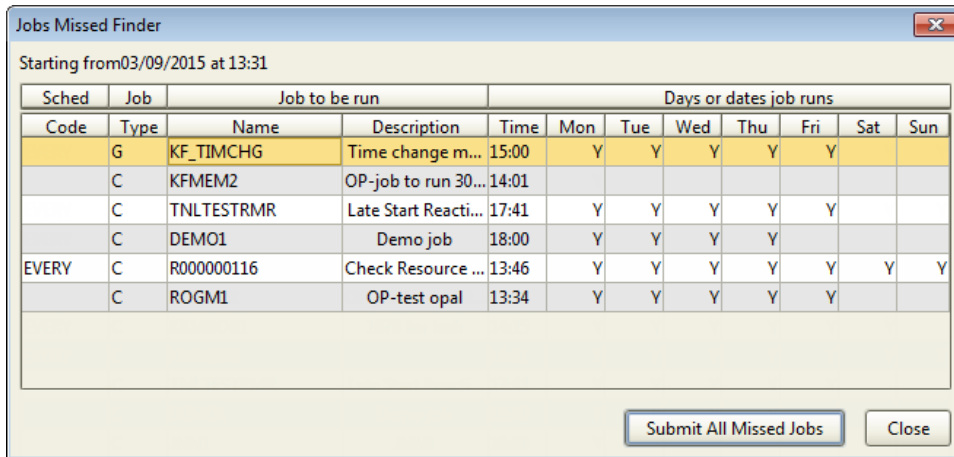 Jobs Missed Finder
Starting from03/09/2015 at 13:31
Sched Job Job to be run Days or dates job runs
Code Type Name Description Time Mon Tue Wed Thu Fri Sat Sun
G KF_TIMCHG Time change m... 15:00 Y Y Y Y Y
C KFMEM2 OP-job to run 30... 14:01
C TNLTESTRMR Late Start Reacti... 17:41 Y Y Y Y Y
C DEMO1 Demo job 18:00 Y Y Y Y
EVERY C R000000116 Check Resource ... 13:46 Y Y Y Y Y Y Y
C ROGM1 OP-test opal 13:34 Y Y Y Y Y
Submit All Missed Jobs Close